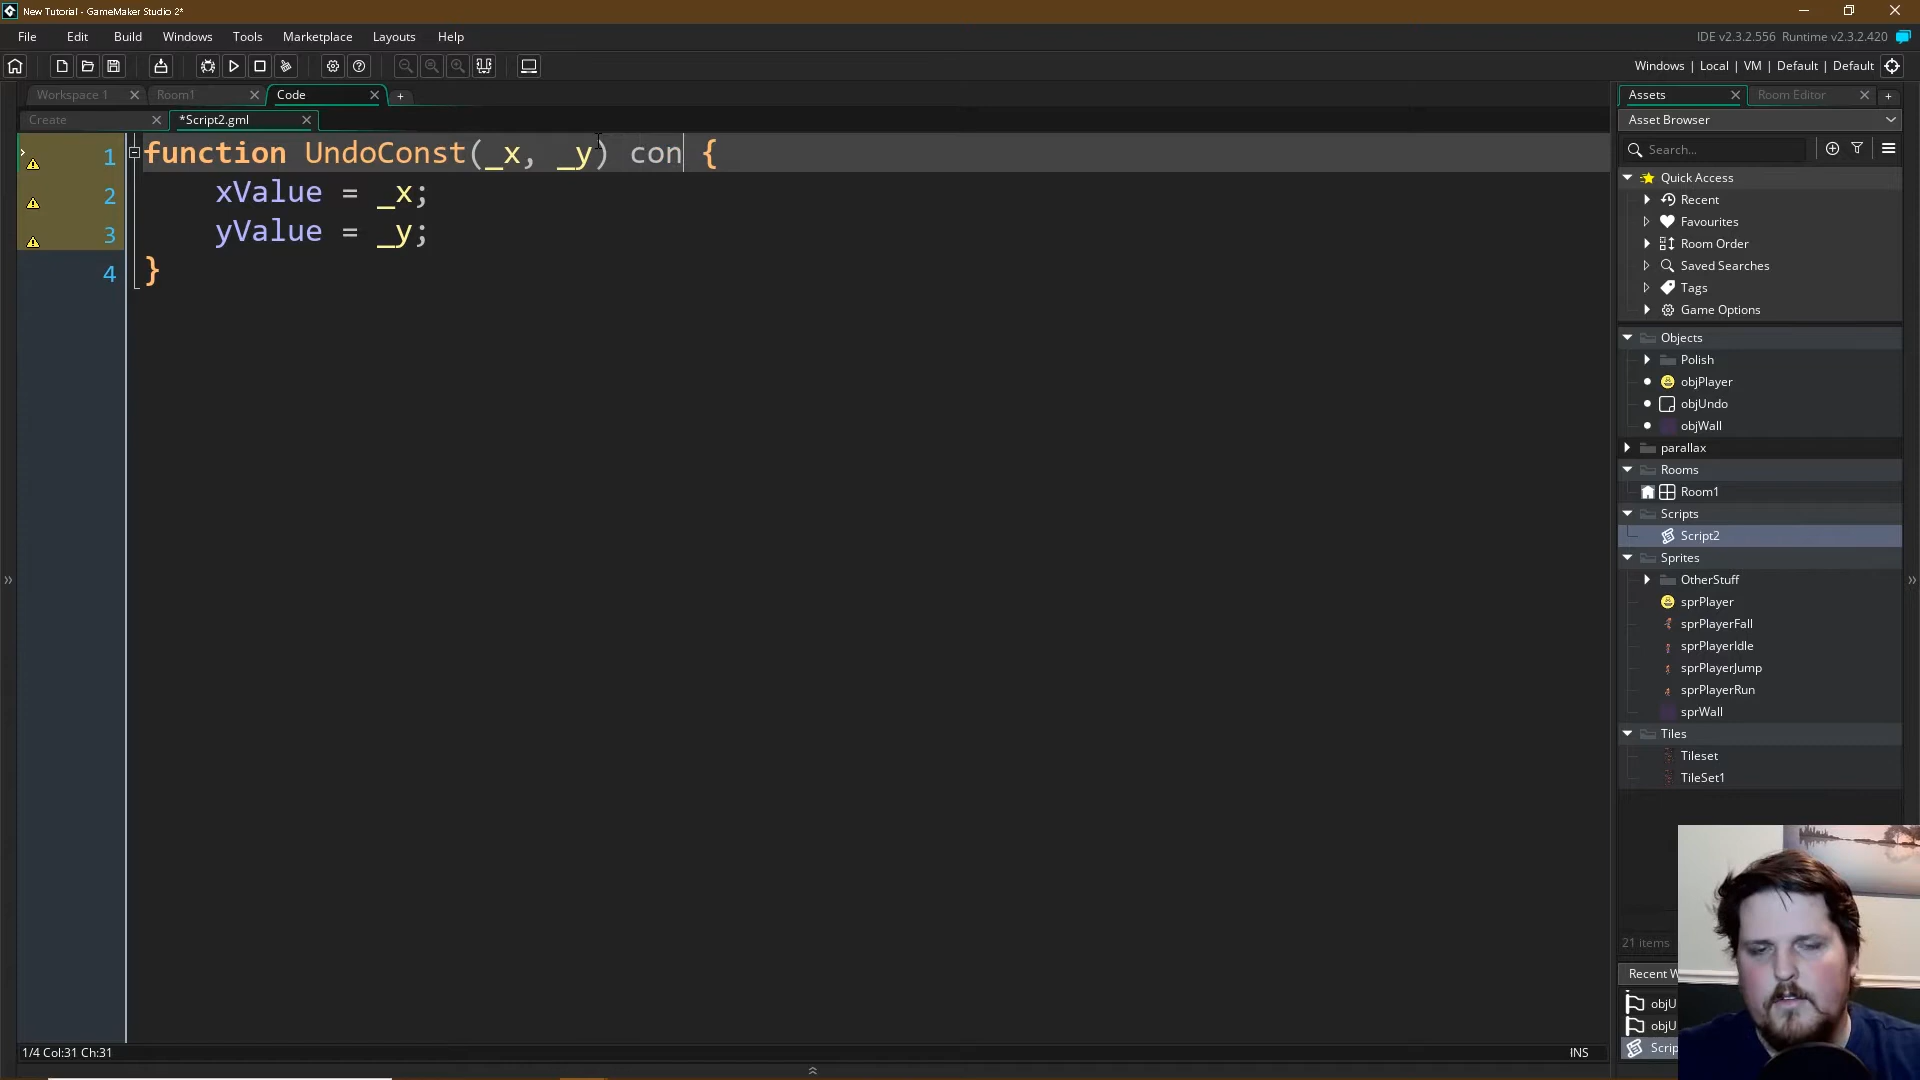 New Tutorial - GameMaker Studio 2*
File Edit Build Windows Tools Marketplace Layouts Help
IDE v2.3.2.556 Runtime v2.3.2.420
Windows | Local | VM | Default | Default
Workspace 1 Room1 Code +
Create *Script2.gml
1 function UndoConst(_x, _y) con {
2 xValue = _x;
3 yValue = _y;
4 }
Assets Room Editor +
Asset Browser
Search...
Quick Access
Recent
Favourites
Room Order
Saved Searches
Tags
Game Options
Objects
Polish
objPlayer
objUndo
objWall
parallax
Rooms
Room1
Scripts
Script2
Sprites
OtherStuff
sprPlayer
sprPlayerFall
sprPlayerIdle
sprPlayerJump
sprPlayerRun
sprWall
Tiles
Tileset
TileSet1
21 items
Recent W
objU
objU
Scrip
1/4 Col:31 Ch:31
INS